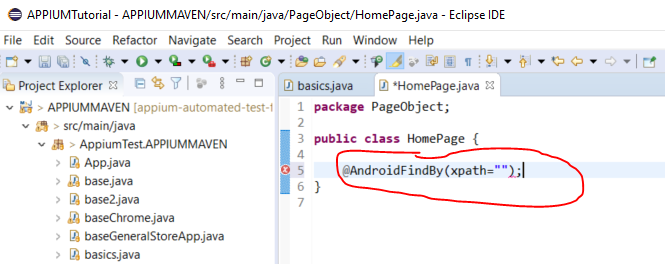 APPIUMTutorial - APPIUMMAVEN/src/main/java/PageObject/HomePage.java - Eclipse IDE
File Edit Source Refactor Navigate Search Project Run Window Help
Project Explorer
APPIUMMAVEN [appium-automated-test-f
src/main/java
AppiumTest.APPIUMMAVEN
App.java
base.java
base2.java
baseChrome.java
baseGeneralStoreApp.java
basics.java
basics.java *HomePage.java
1 package PageObject;
2
3 public class HomePage {
4
5 @AndroidFindBy(xpath="");
6 }
7